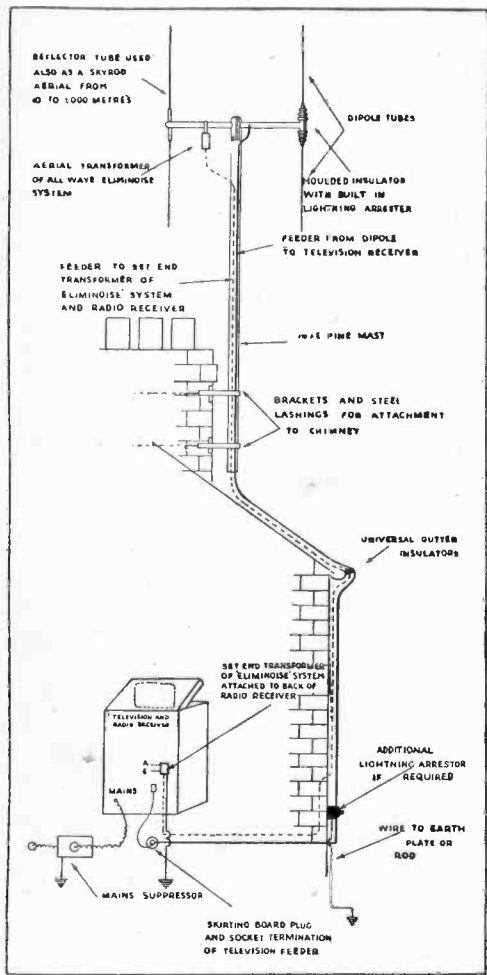 REFLECTOR TUBE USED
ALSO AS A SKYROD
AERIAL FROM
10 TO 1,000 METRES
DIPOLE TUBES
AERIAL TRANSFORMER
OF ALL WAVE ELIMINOISE
SYSTEM
MOULDED INSULATOR
WITH BUILT IN
LIGHTNING ARRESTER
FEEDER FROM DIPOLE
TO TELEVISION RECEIVER
FEEDER TO SET END
TRANSFORMER OF
'ELIMINOISE' SYSTEM
AND RADIO RECEIVER
PINE MAST
BRACKETS AND STEEL
LASHINGS FOR ATTACHMENT
TO CHIMNEY
UNIVERSAL GUTTER
INSULATORS
SET END TRANSFORMER
OF 'ELIMINOISE' SYSTEM
ATTACHED TO BACK OF
RADIO RECEIVER
TELEVISION AND
RADIO RECEIVER
A
E
MAINS
ADDITIONAL
LIGHTNING ARRESTOR
IF REQUIRED
WIRE TO EARTH
PLATE OR
ROD
MAINS SUPPRESSOR
SKIRTING BOARD PLUG
AND SOCKET TERMINATION
OF TELEVISION FEEDER